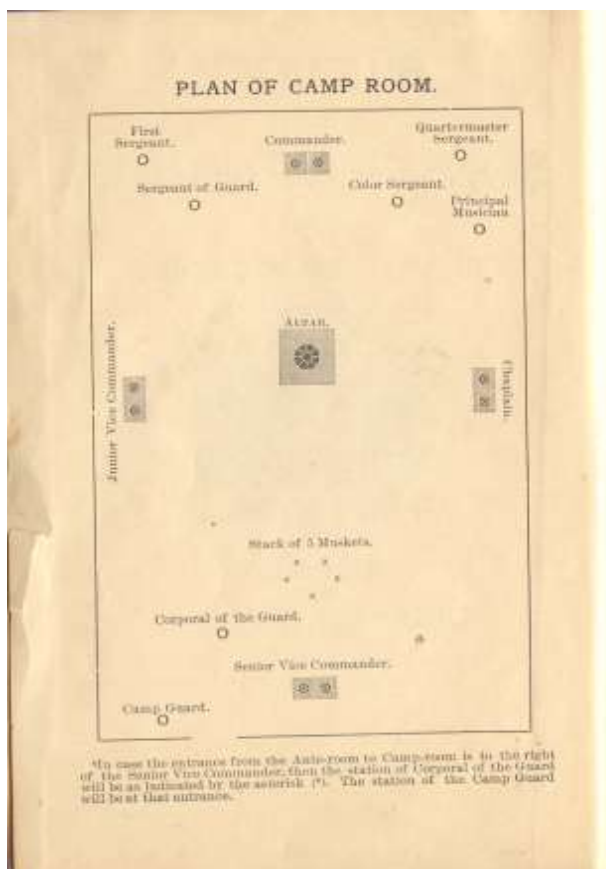 PLAN OF CAMP ROOM.
First
Sergeant.
Commander.
Quartermaster
Sergeant.
Sergeant of Guard.
Color Sergeant.
Principal
Musician
ALTAR.
Junior Vice Commander.
Chaplain.
Stack of 5 Muskets.
Corporal of the Guard.
*
Senior Vice Commander.
Camp Guard.
*In case the entrance from the Ante-room to Camp-room is to the right
of the Senior Vice Commander, then the station of Corporal of the Guard
will be as indicated by the asterisk (*). The station of the Camp Guard
will be at that entrance.